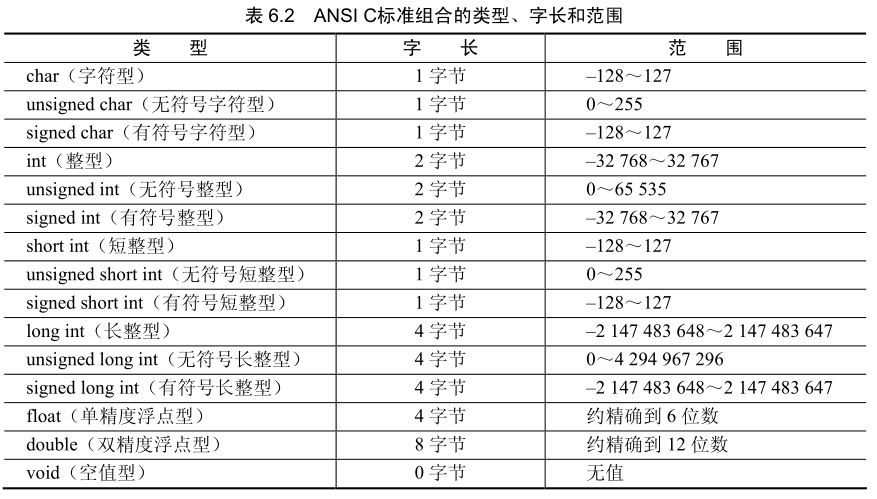 表 6.2 ANSI C标准组合的类型、字长和范围
类 型 字 长 范 围
char（字符型） 1 字节 –128～127
unsigned char（无符号字符型） 1 字节 0～255
signed char（有符号字符型） 1 字节 –128～127
int（整型） 2 字节 –32 768～32 767
unsigned int（无符号整型） 2 字节 0～65 535
signed int（有符号整型） 2 字节 –32 768～32 767
short int（短整型） 1 字节 –128～127
unsigned short int（无符号短整型） 1 字节 0～255
signed short int（有符号短整型） 1 字节 –128～127
long int（长整型） 4 字节 –2 147 483 648～2 147 483 647
unsigned long int（无符号长整型） 4 字节 0～4 294 967 296
signed long int（有符号长整型） 4 字节 –2 147 483 648～2 147 483 647
float（单精度浮点型） 4 字节 约精确到 6 位数
double（双精度浮点型） 8 字节 约精确到 12 位数
void（空值型） 0 字节 无值